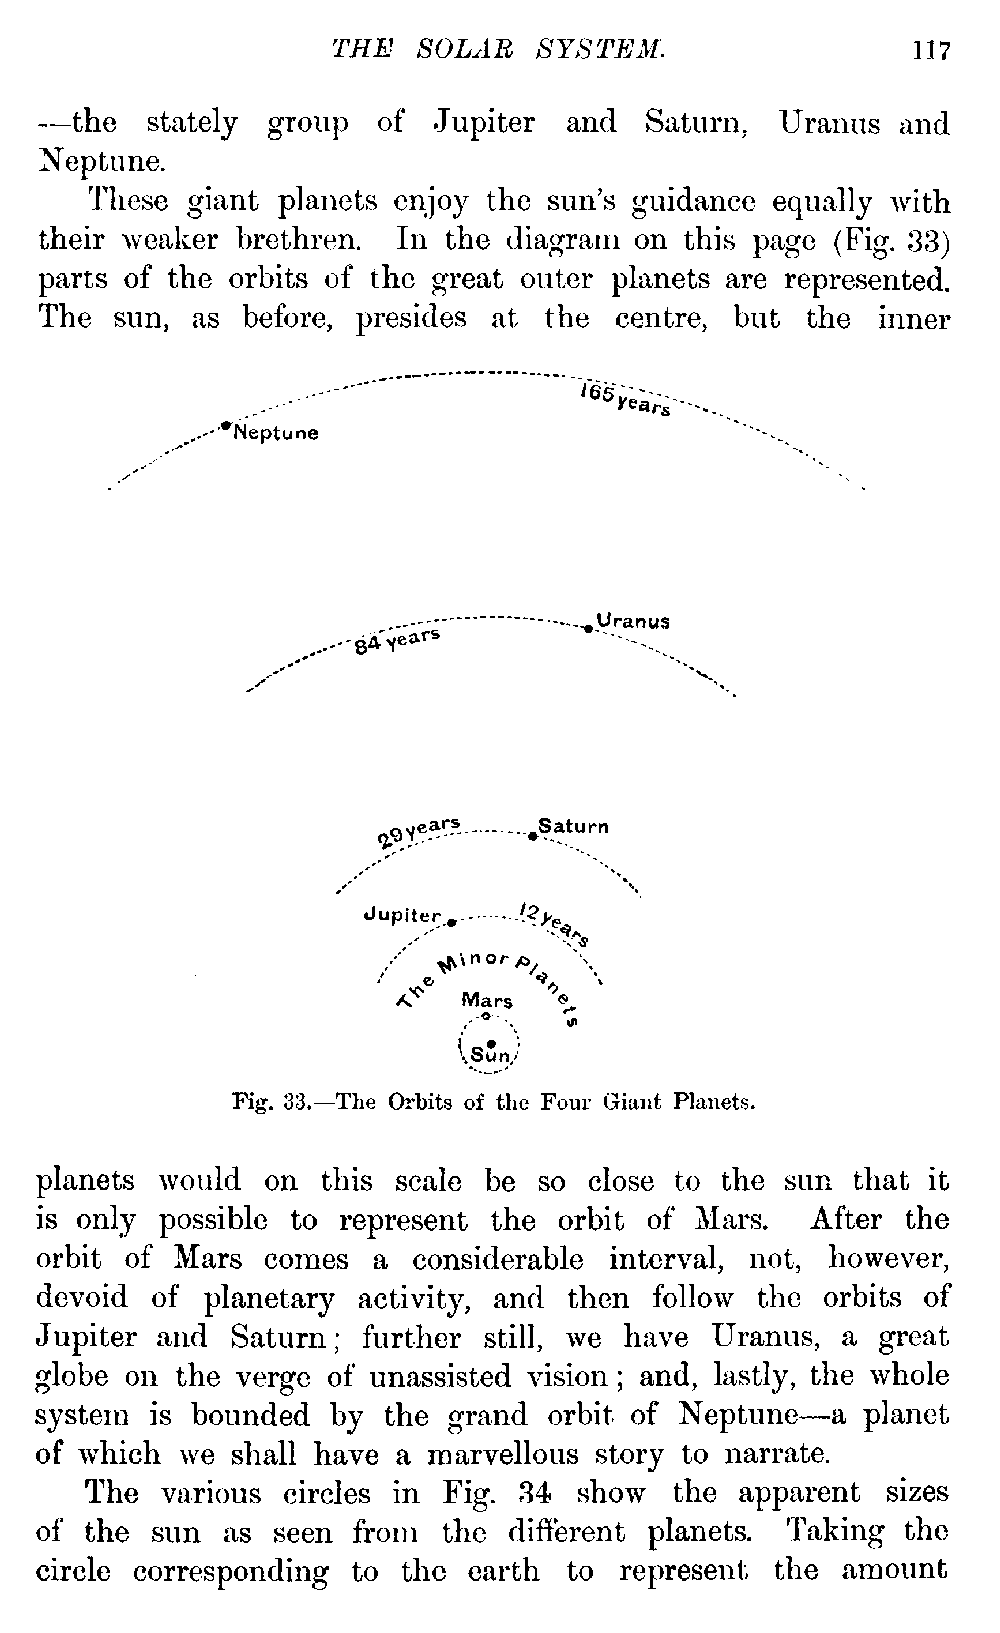 THE SOLAR SYSTEM. 117
—the stately group of Jupiter and Saturn, Uranus and
Neptune.
These giant planets enjoy the sun's guidance equally with
their weaker brethren. In the diagram on this page (Fig. 33)
parts of the orbits of the great outer planets are represented.
The sun, as before, presides at the centre, but the inner
165 years
Neptune
Uranus
84 years
29 years
Saturn
Jupiter
12 years
The Minor Planets
Mars
Sun
Fig. 33.—The Orbits of the Four Giant Planets.
planets would on this scale be so close to the sun that it
is only possible to represent the orbit of Mars. After the
orbit of Mars comes a considerable interval, not, however,
devoid of planetary activity, and then follow the orbits of
Jupiter and Saturn; further still, we have Uranus, a great
globe on the verge of unassisted vision; and, lastly, the whole
system is bounded by the grand orbit of Neptune—a planet
of which we shall have a marvellous story to narrate.
The various circles in Fig. 34 show the apparent sizes
of the sun as seen from the different planets. Taking the
circle corresponding to the earth to represent the amount